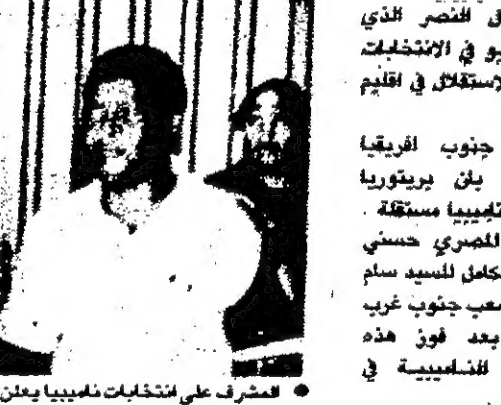 النصر الذي
في الانتخابات
الاستقلال في اقليم
جنوب افريقيا
بأن بريتوريا
ناميبيا مستقلة .
المصري حسني
الكامل للسيد سام
شعب جنوب غرب
بعد فوز هذه
الناميبية في
● المشرف على انتخابات ناميبيا يعلن